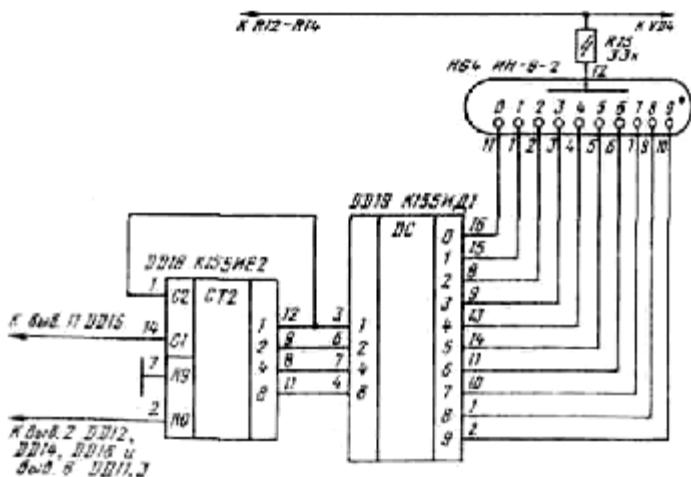 К R12-R14
К VD4
R15
33к
HG4 ИН-8-2
12
0 1 2 3 4 5 6 7 8 9
11 1 2 3 4 5 6 7 9 10
DD19 К155ИД1
DC
DD18 К155ИЕ2
СТ2
1 C2
14 C1
7 R9
2 R0
1 12
2 9
4 8
8 11
3 1
6 2
7 4
4 8
0 16
1 15
2 8
3 9
4 13
5 14
6 11
7 10
8 1
9 2
К выв. 11 DD15
К выв. 2 DD12,
DD14, DD16 и
выв. 6 DD11.3